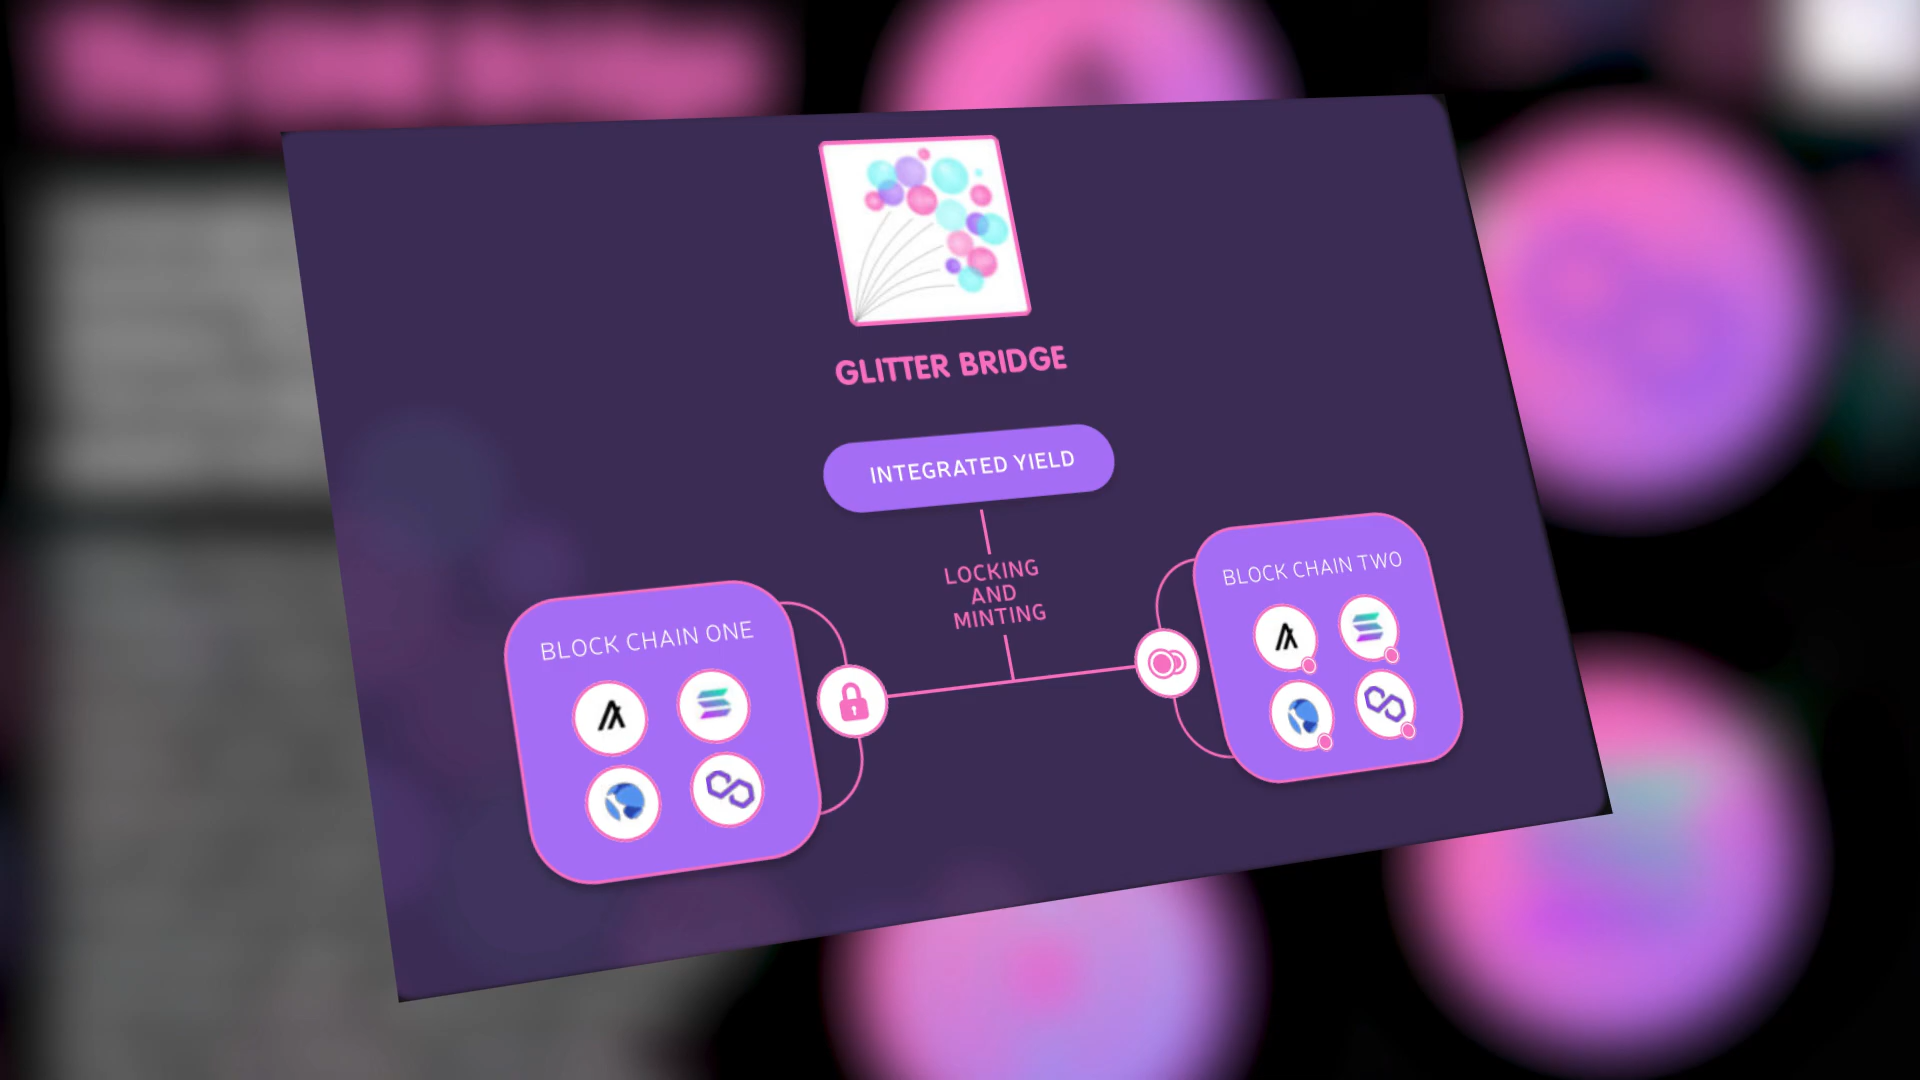 GLITTER BRIDGE
INTEGRATED YIELD
LOCKING
AND
MINTING
BLOCK CHAIN ONE
BLOCK CHAIN TWO